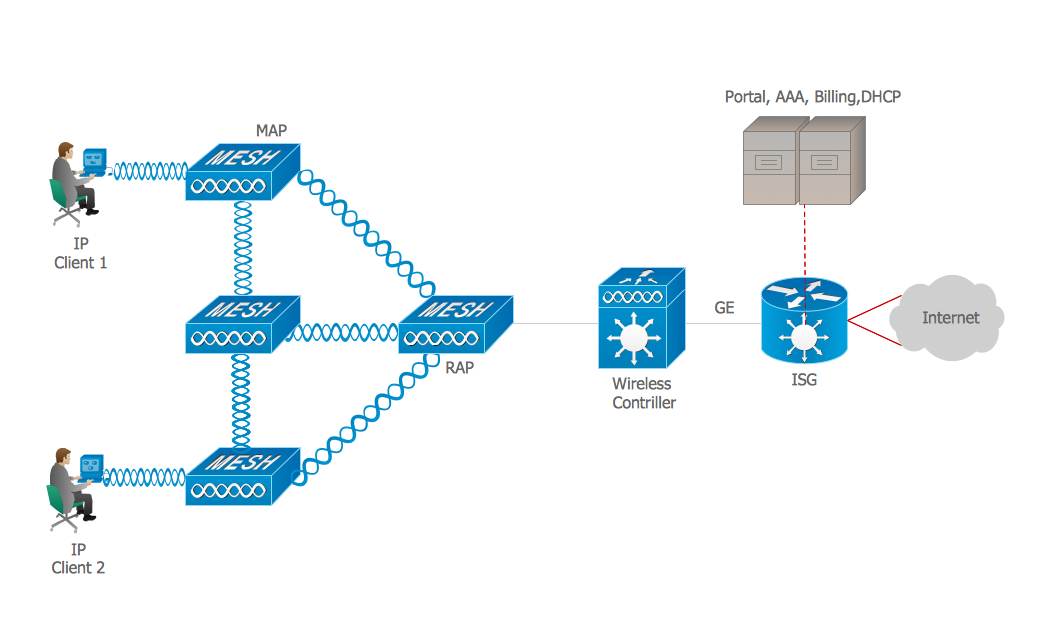 Portal, AAA, Billing,DHCP
MAP
MESH
IP
Client 1
MESH
MESH
RAP
GE
Internet
Wireless
Contriller
ISG
MESH
IP
Client 2